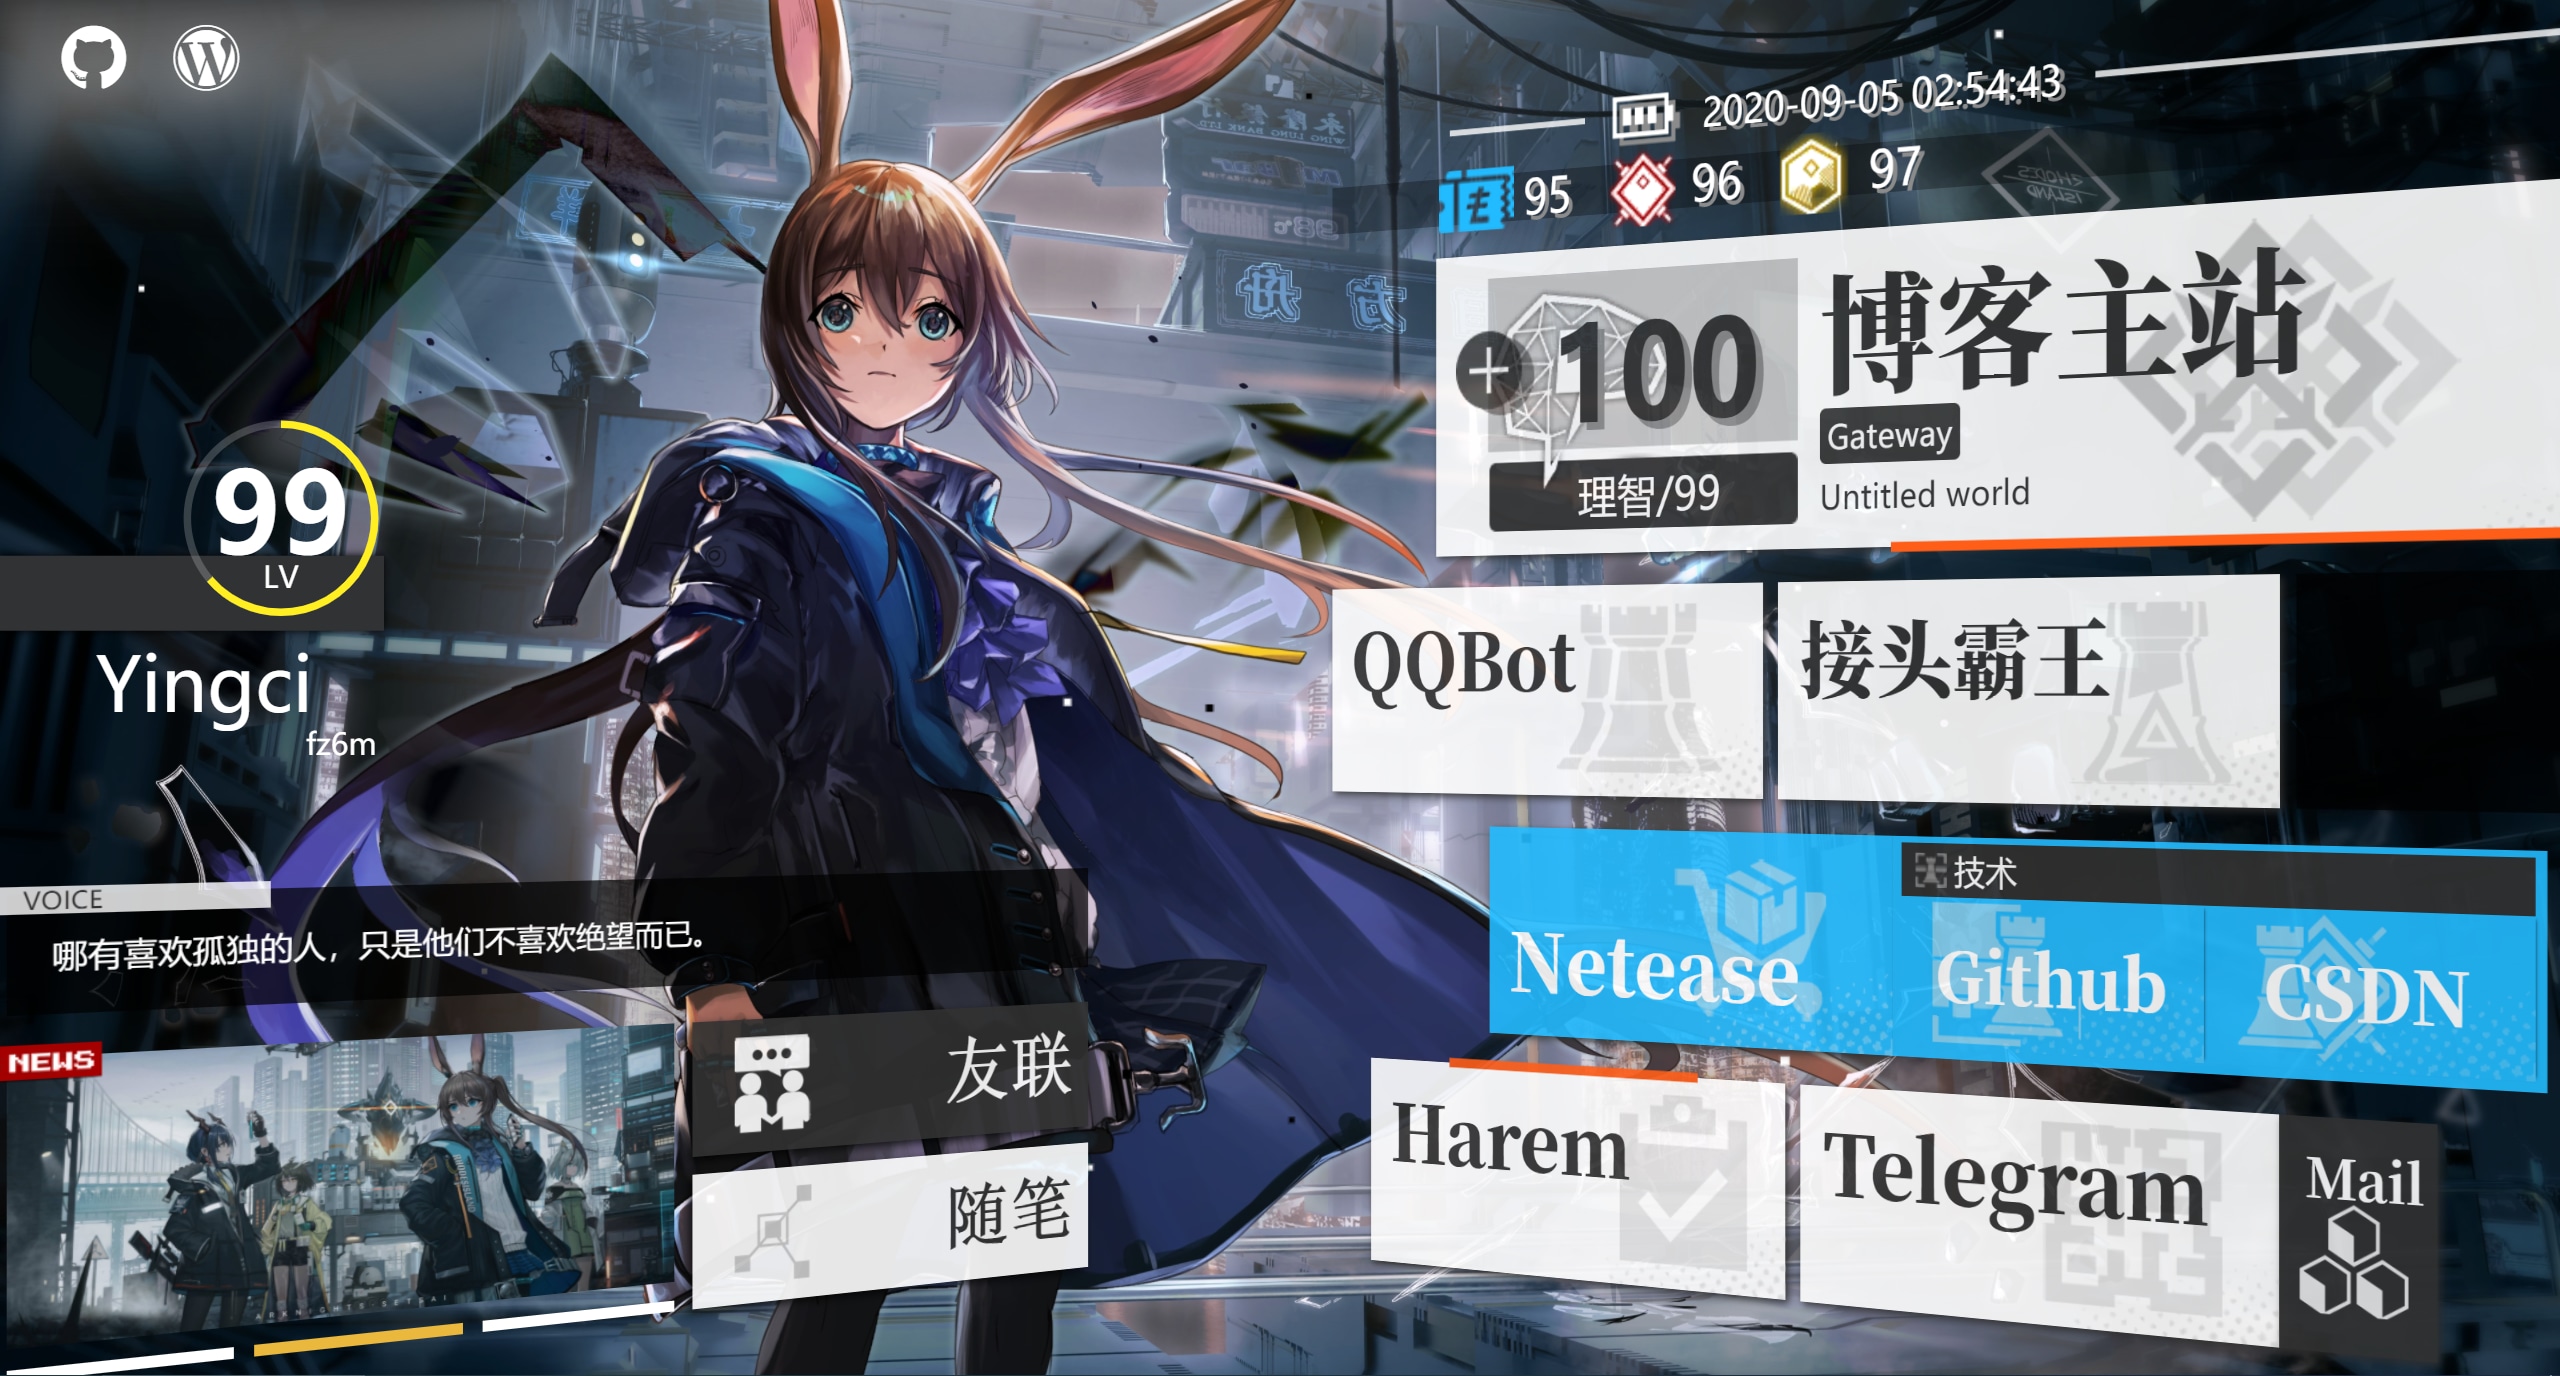 2020-09-05 02:54:43
95
96
97
+100
理智/99
博客主站
Gateway
Untitled world
99
LV
Yingci
fz6m
QQBot
接头霸王
技术
Netease
Github
CSDN
VOICE
哪有喜欢孤独的人，只是他们不喜欢绝望而已。
NEWS
友联
随笔
Harem
Telegram
Mail